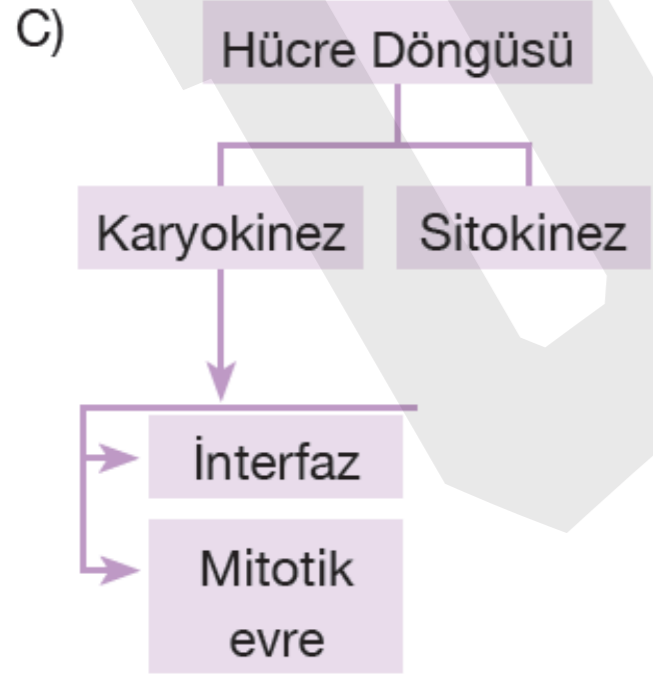 C)
Hücre Döngüsü
Karyokinez
Sitokinez
İnterfaz
Mitotik
evre